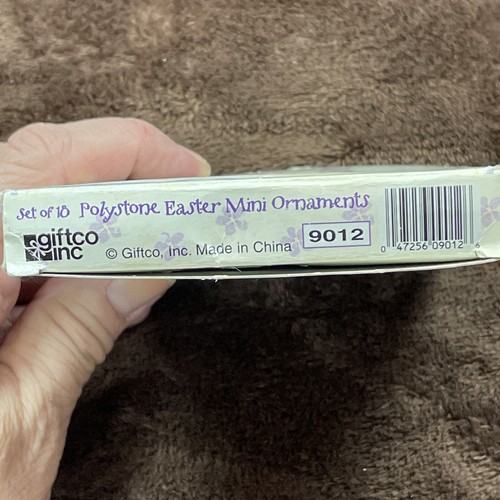 Set of 18 Polystone Easter Mini Ornaments
giftco
inc
© Giftco, Inc. Made in China
9012
0 47256 09012 6